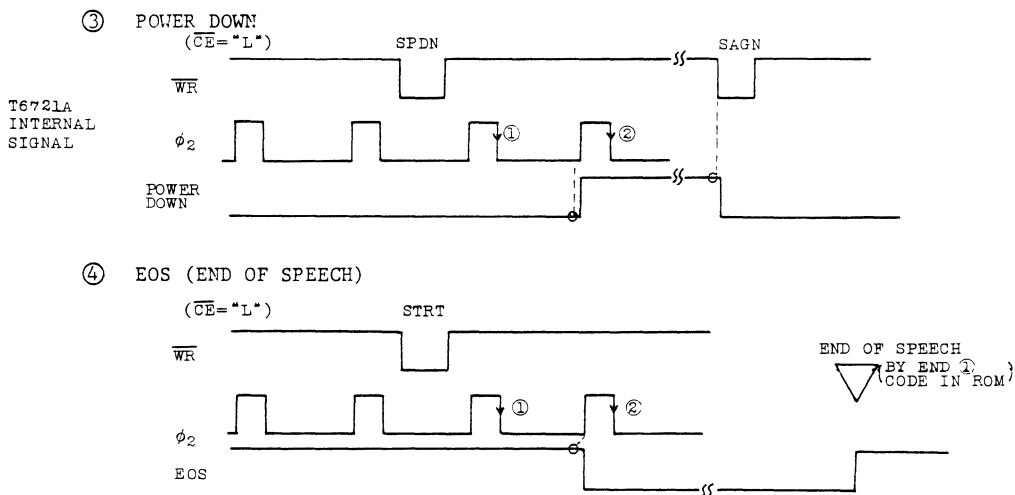 ③ POWER DOWN
(CE="L")
SPDN
SAGN
WR
T6721A
INTERNAL
SIGNAL
φ2
①
②
POWER
DOWN
④ EOS (END OF SPEECH)
(CE="L")
STRT
WR
END OF SPEECH
(BY END ①
CODE IN ROM)
①
②
φ2
EOS